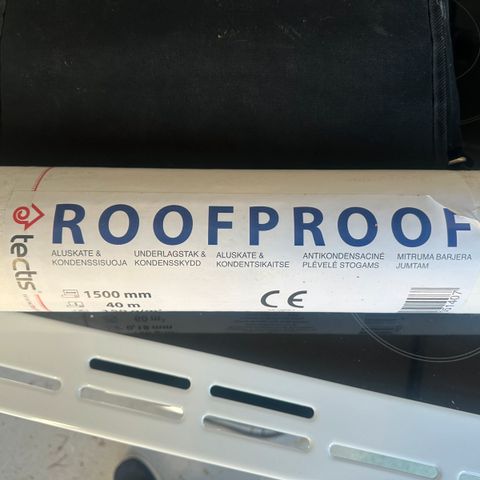 tectis
ROOFPROOF
ALUSKATE & KONDENSSISUOJA
UNDERLAGSTAK & KONDENSSKYDD
ALUSKATE & KONDENTSIKAITSE
ANTIKONDENSACINĖ PLĖVELĖ STOGAMS
MITRUMA BARJERA JUMTAM
1500 mm
40 m
CE